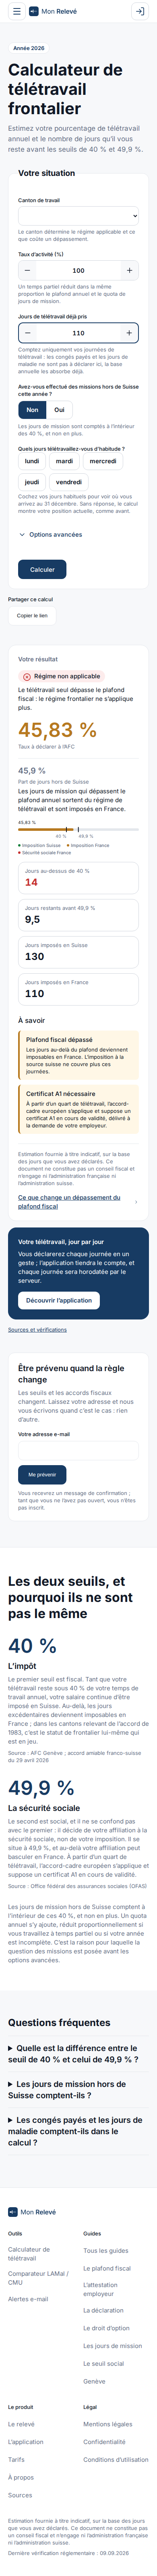 Mon Relevé
Année 2026
Calculateur de
télétravail
frontalier
Estimez votre pourcentage de télétravail
annuel et le nombre de jours qu'il vous
reste avant les seuils de 40 % et 49,9 %.
Votre situation
Canton de travail
Le canton détermine le régime applicable et ce
que coûte un dépassement.
Taux d'activité (%)
100
Un temps partiel réduit dans la même
proportion le plafond annuel et le quota de
jours de mission.
Jours de télétravail déjà pris
110
Comptez uniquement vos journées de
télétravail : les congés payés et les jours de
maladie ne sont pas à déclarer ici, la base
annuelle les absorbe déjà.
Avez-vous effectué des missions hors de Suisse
cette année ?
Non
Oui
Les jours de mission sont comptés à l'intérieur
des 40 %, et non en plus.
Quels jours télétravaillez-vous d'habitude ?
lundi
mardi
mercredi
jeudi
vendredi
Cochez vos jours habituels pour voir où vous
arrivez au 31 décembre. Sans réponse, le calcul
montre votre position actuelle, comme avant.
Options avancées
Calculer
Partager ce calcul
Copier le lien
Votre résultat
Régime non applicable
Le télétravail seul dépasse le plafond
fiscal : le régime frontalier ne s'applique
plus.
45,83 %
Taux à déclarer à l'AFC
45,9 %
Part de jours hors de Suisse
Les jours de mission qui dépassent le
plafond annuel sortent du régime de
télétravail et sont imposés en France.
45,83 %
40 %
49,9 %
Imposition Suisse
Imposition France
Sécurité sociale France
Jours au-dessus de 40 %
14
Jours restants avant 49,9 %
9,5
Jours imposés en Suisse
130
Jours imposés en France
110
À savoir
Plafond fiscal dépassé
Les jours au-delà du plafond deviennent
imposables en France. L'imposition à la
source suisse ne couvre plus ces
journées.
Certificat A1 nécessaire
À partir d'un quart de télétravail, l'accord-
cadre européen s'applique et suppose un
certificat A1 en cours de validité, délivré à
la demande de votre employeur.
Estimation fournie à titre indicatif, sur la base
des jours que vous avez déclarés. Ce
document ne constitue pas un conseil fiscal et
n'engage ni l'administration française ni
l'administration suisse.
Ce que change un dépassement du
plafond fiscal
Votre télétravail, jour par jour
Vous déclarerez chaque journée en un
geste ; l'application tiendra le compte, et
chaque journée sera horodatée par le
serveur.
Découvrir l'application
Sources et vérifications
Être prévenu quand la règle
change
Les seuils et les accords fiscaux
changent. Laissez votre adresse et nous
vous écrivons quand c'est le cas : rien
d'autre.
Votre adresse e-mail
Me prévenir
Vous recevrez un message de confirmation ;
tant que vous ne l'avez pas ouvert, vous n'êtes
pas inscrit.
Les deux seuils, et
pourquoi ils ne sont
pas le même
40 %
L'impôt
Le premier seuil est fiscal. Tant que votre
télétravail reste sous 40 % de votre temps de
travail annuel, votre salaire continue d'être
imposé en Suisse. Au-delà, les jours
excédentaires deviennent imposables en
France ; dans les cantons relevant de l'accord de
1983, c'est le statut de frontalier lui-même qui
est en jeu.
Source : AFC Genève ; accord amiable franco-suisse
du 29 avril 2026
49,9 %
La sécurité sociale
Le second est social, et il ne se confond pas
avec le premier : il décide de votre affiliation à la
sécurité sociale, non de votre imposition. Il se
situe à 49,9 %, et au-delà votre affiliation peut
basculer en France. À partir d'un quart de
télétravail, l'accord-cadre européen s'applique et
suppose un certificat A1 en cours de validité.
Source : Office fédéral des assurances sociales (OFAS)
Les jours de mission hors de Suisse comptent à
l'intérieur de ces 40 %, et non en plus. Un quota
annuel s'y ajoute, réduit proportionnellement si
vous travaillez à temps partiel ou si votre année
est incomplète. C'est la raison pour laquelle la
question des missions est posée avant les
options avancées.
Questions fréquentes
Quelle est la différence entre le
seuil de 40 % et celui de 49,9 % ?
Les jours de mission hors de
Suisse comptent-ils ?
Les congés payés et les jours de
maladie comptent-ils dans le
calcul ?
Mon Relevé
Outils
Calculateur de
télétravail
Comparateur LAMal /
CMU
Alertes e-mail
Guides
Tous les guides
Le plafond fiscal
L'attestation
employeur
La déclaration
Le droit d'option
Les jours de mission
Le seuil social
Genève
Le produit
Le relevé
L'application
Tarifs
À propos
Sources
Légal
Mentions légales
Confidentialité
Conditions d'utilisation
Estimation fournie à titre indicatif, sur la base des jours
que vous avez déclarés. Ce document ne constitue pas
un conseil fiscal et n'engage ni l'administration française
ni l'administration suisse.
Dernière vérification réglementaire : 09.09.2026